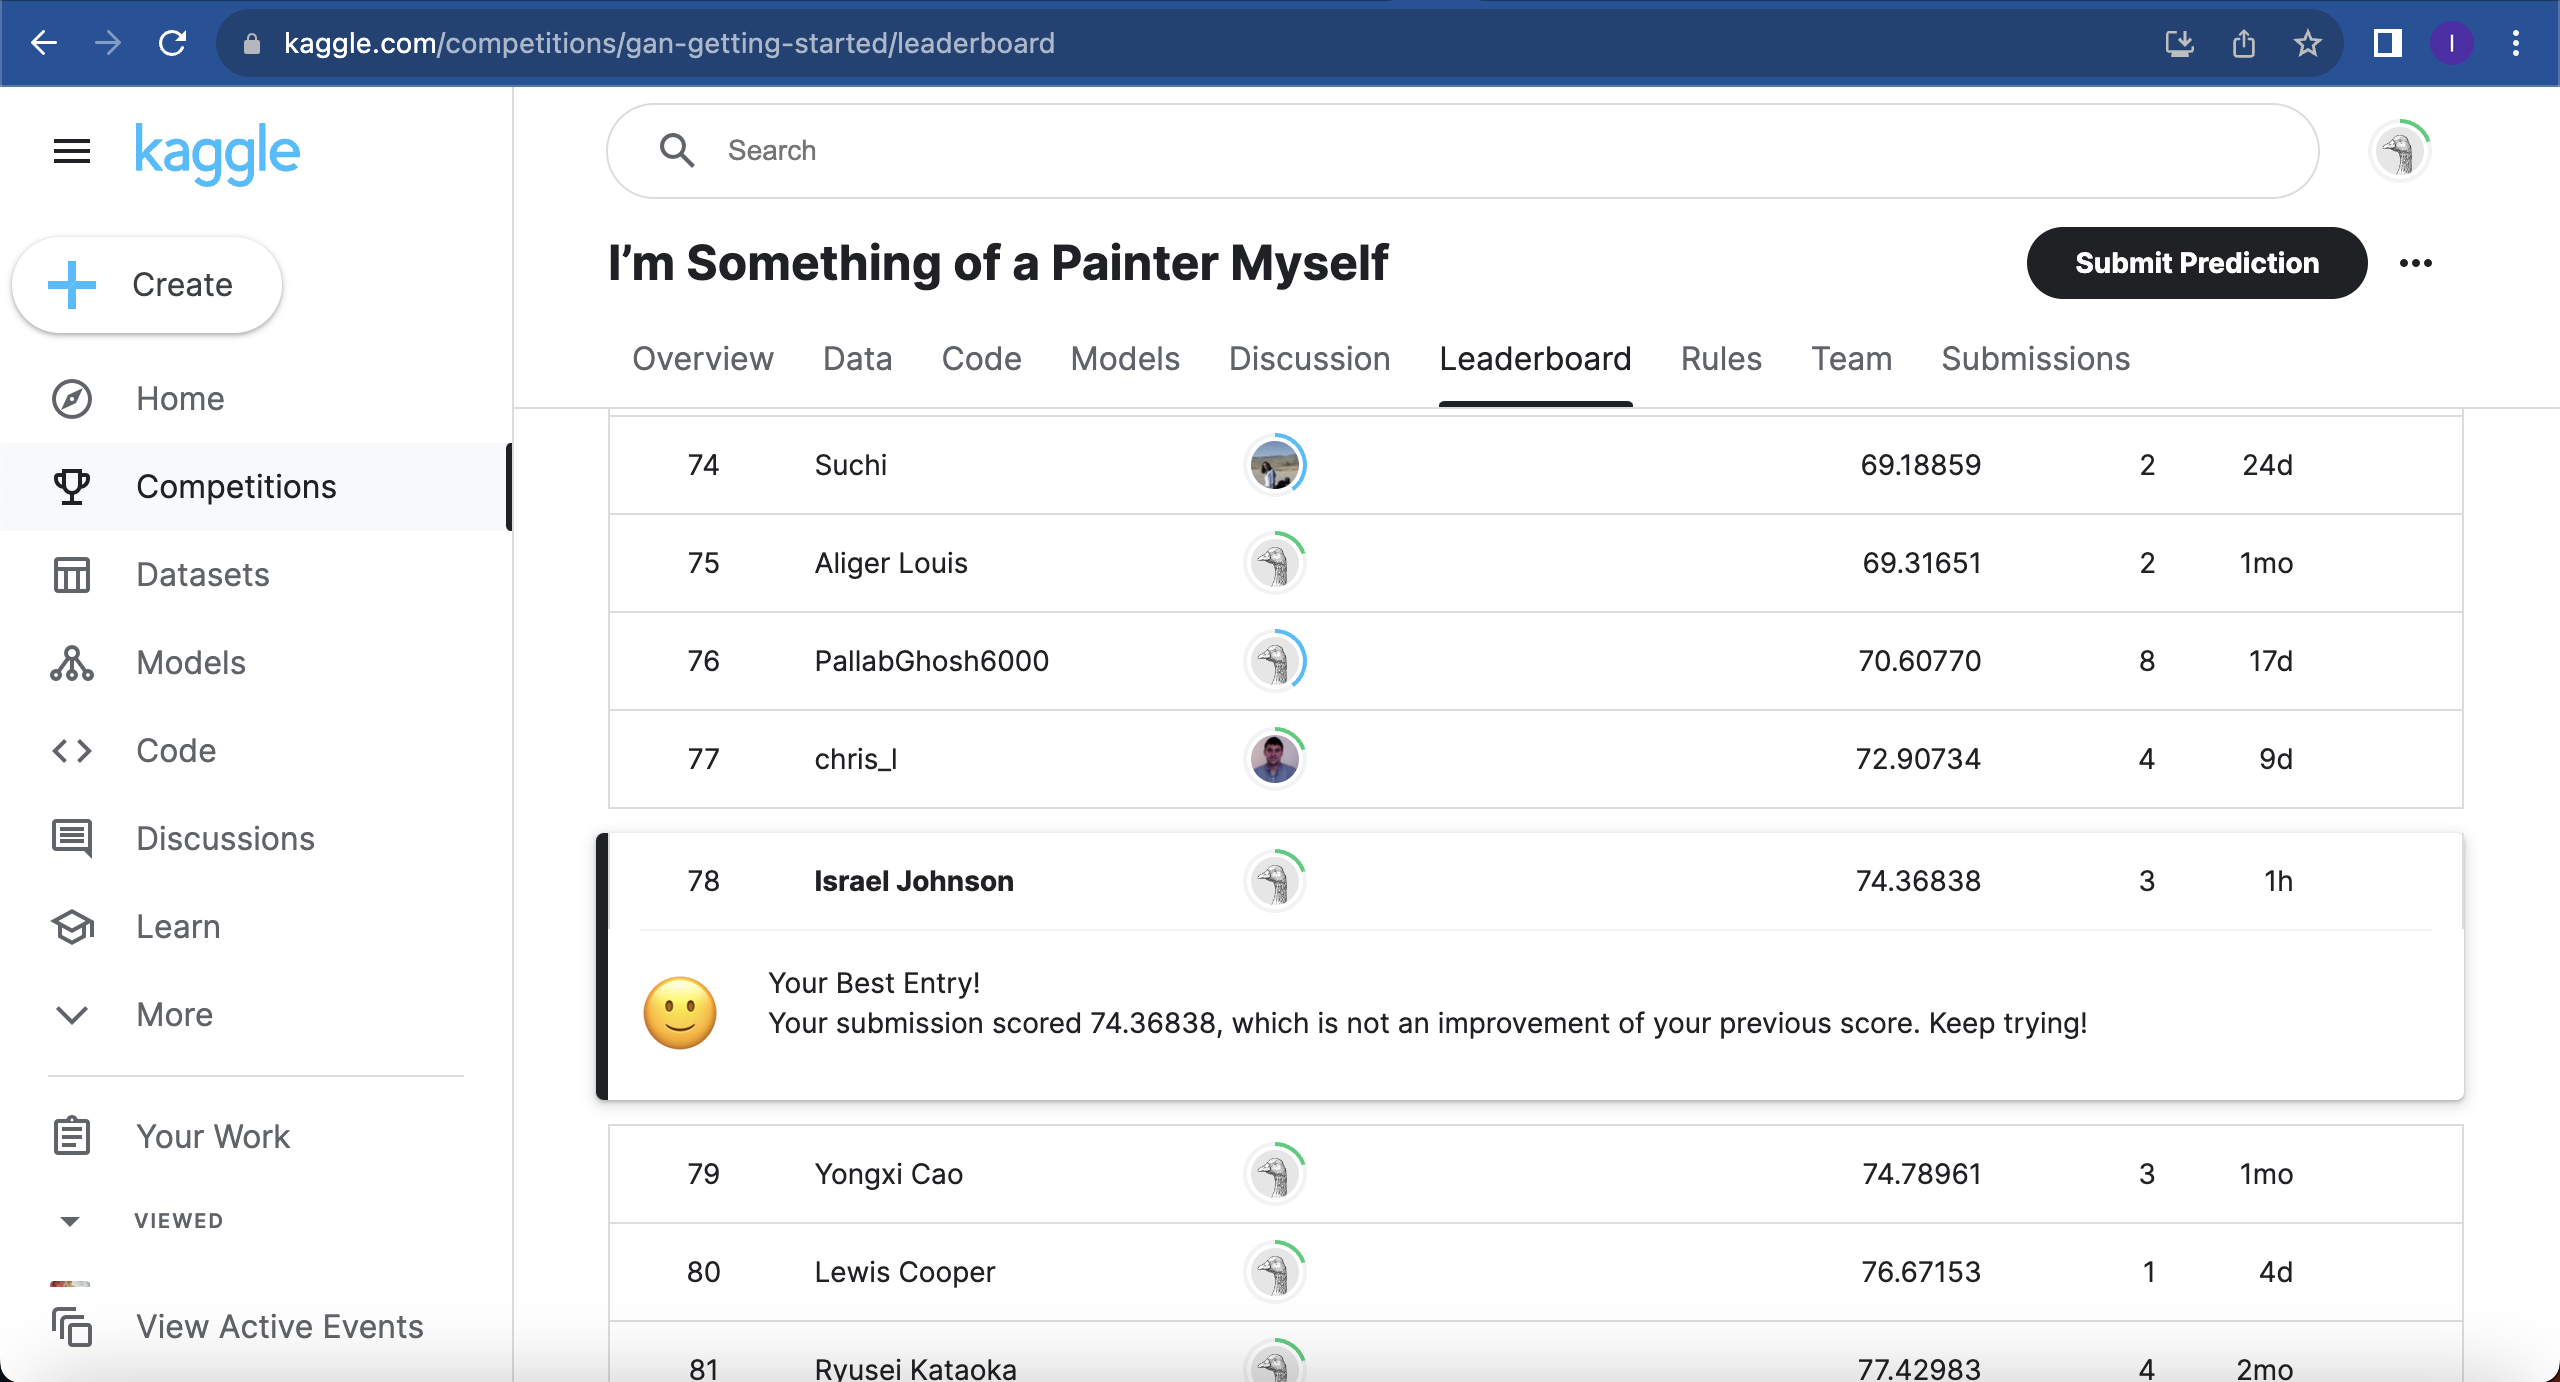 kaggle.com/competitions/gan-getting-started/leaderboard
I
kaggle
Search
Create
I’m Something of a Painter Myself
Submit Prediction
Overview Data Code Models Discussion Leaderboard Rules Team Submissions
Home
Competitions
Datasets
Models
Code
Discussions
Learn
More
Your Work
VIEWED
View Active Events
74 Suchi 69.18859 2 24d
75 Aliger Louis 69.31651 2 1mo
76 PallabGhosh6000 70.60770 8 17d
77 chris_l 72.90734 4 9d
78 Israel Johnson 74.36838 3 1h
Your Best Entry!
Your submission scored 74.36838, which is not an improvement of your previous score. Keep trying!
79 Yongxi Cao 74.78961 3 1mo
80 Lewis Cooper 76.67153 1 4d
81 Ryusei Kataoka 77.42983 4 2mo